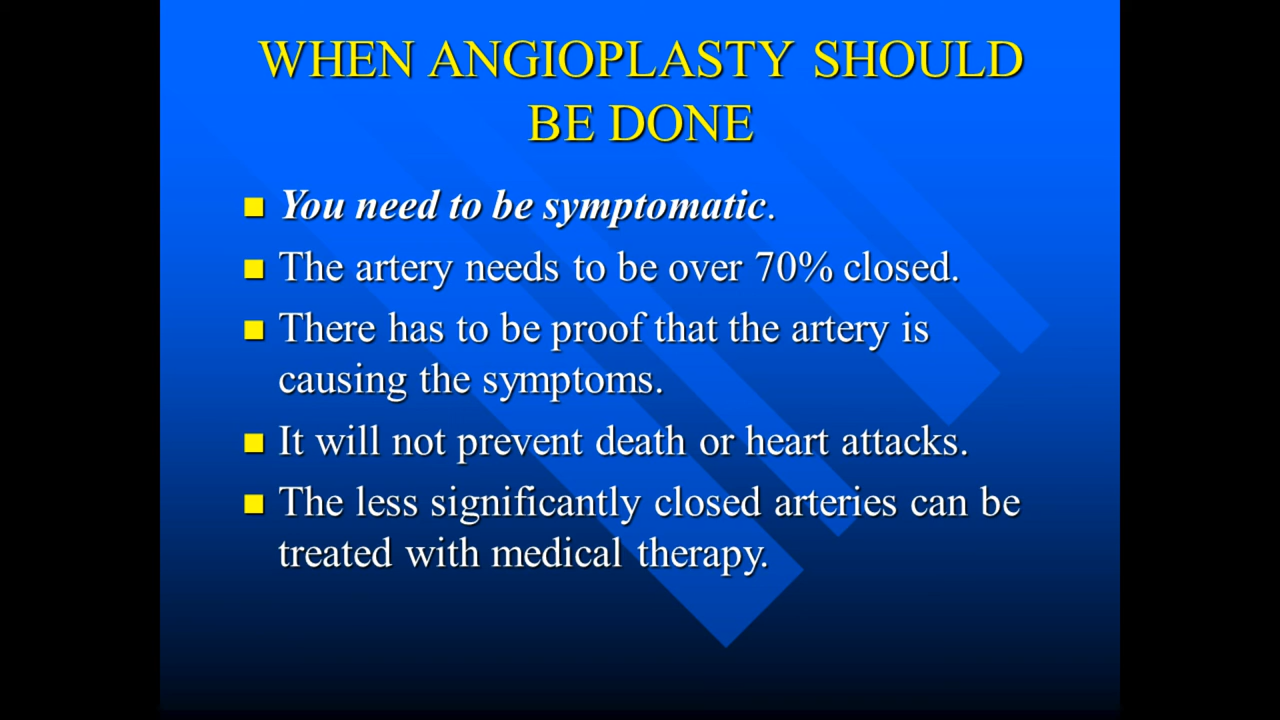 WHEN ANGIOPLASTY SHOULD
BE DONE
You need to be symptomatic.
The artery needs to be over 70% closed.
There has to be proof that the artery is
causing the symptoms.
It will not prevent death or heart attacks.
The less significantly closed arteries can be
treated with medical therapy.